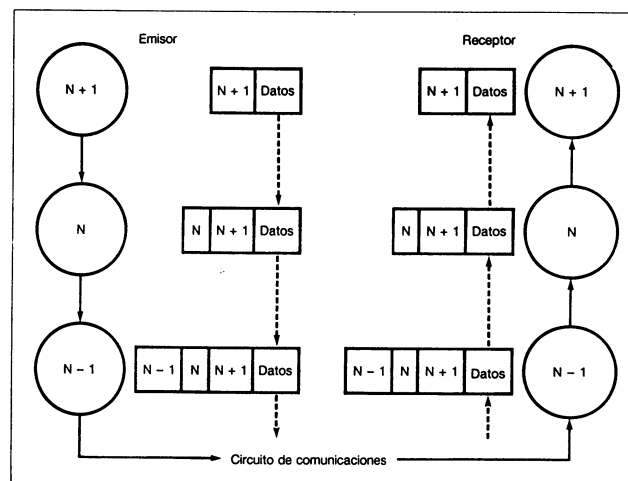 Emisor Receptor
N + 1 N + 1 Datos N + 1 Datos N + 1
N N N + 1 Datos N N + 1 Datos N
N - 1 N - 1 N N + 1 Datos N - 1 N N + 1 Datos N - 1
Circuito de comunicaciones